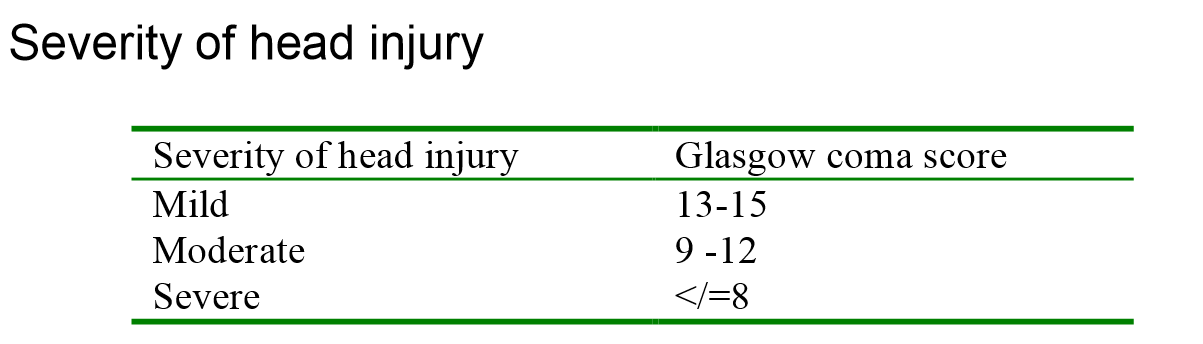 Severity of head injury
Severity of head injury Glasgow coma score
Mild 13-15
Moderate 9 -12
Severe </=8